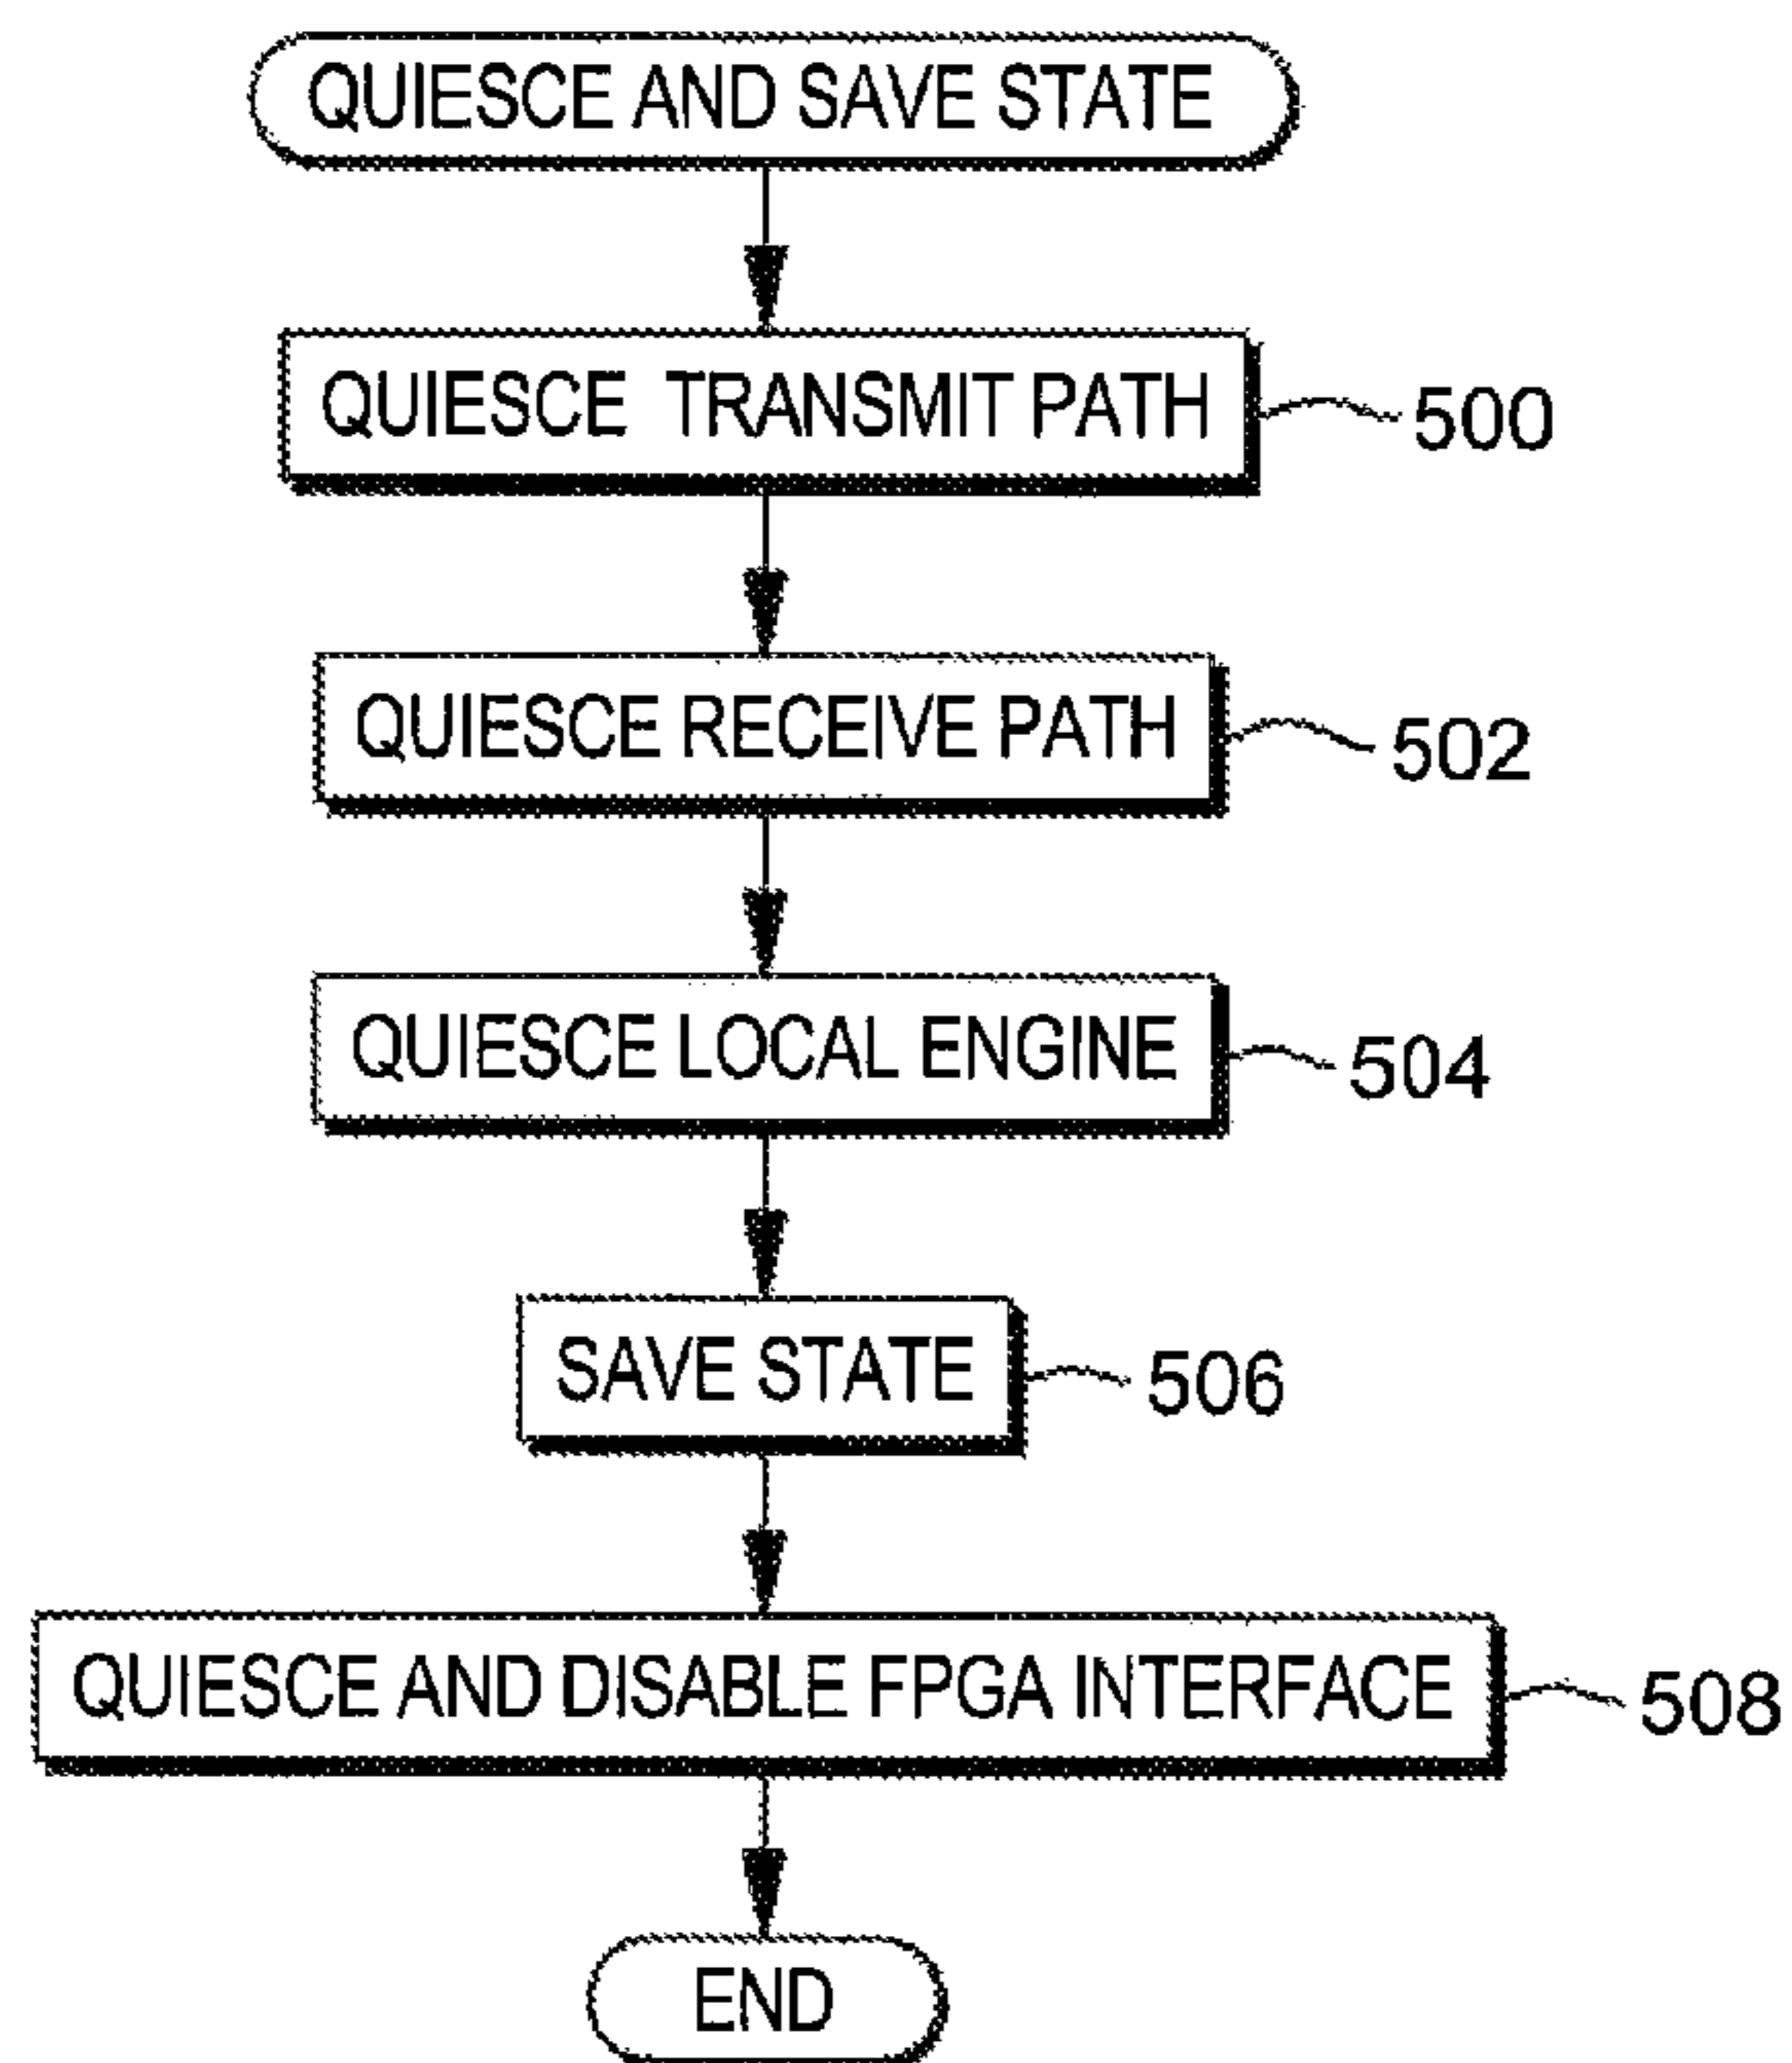 QUIESCE AND SAVE STATE
QUIESCE TRANSMIT PATH
500
QUIESCE RECEIVE PATH
502
QUIESCE LOCAL ENGINE
504
SAVE STATE
506
QUIESCE AND DISABLE FPGA INTERFACE
508
END